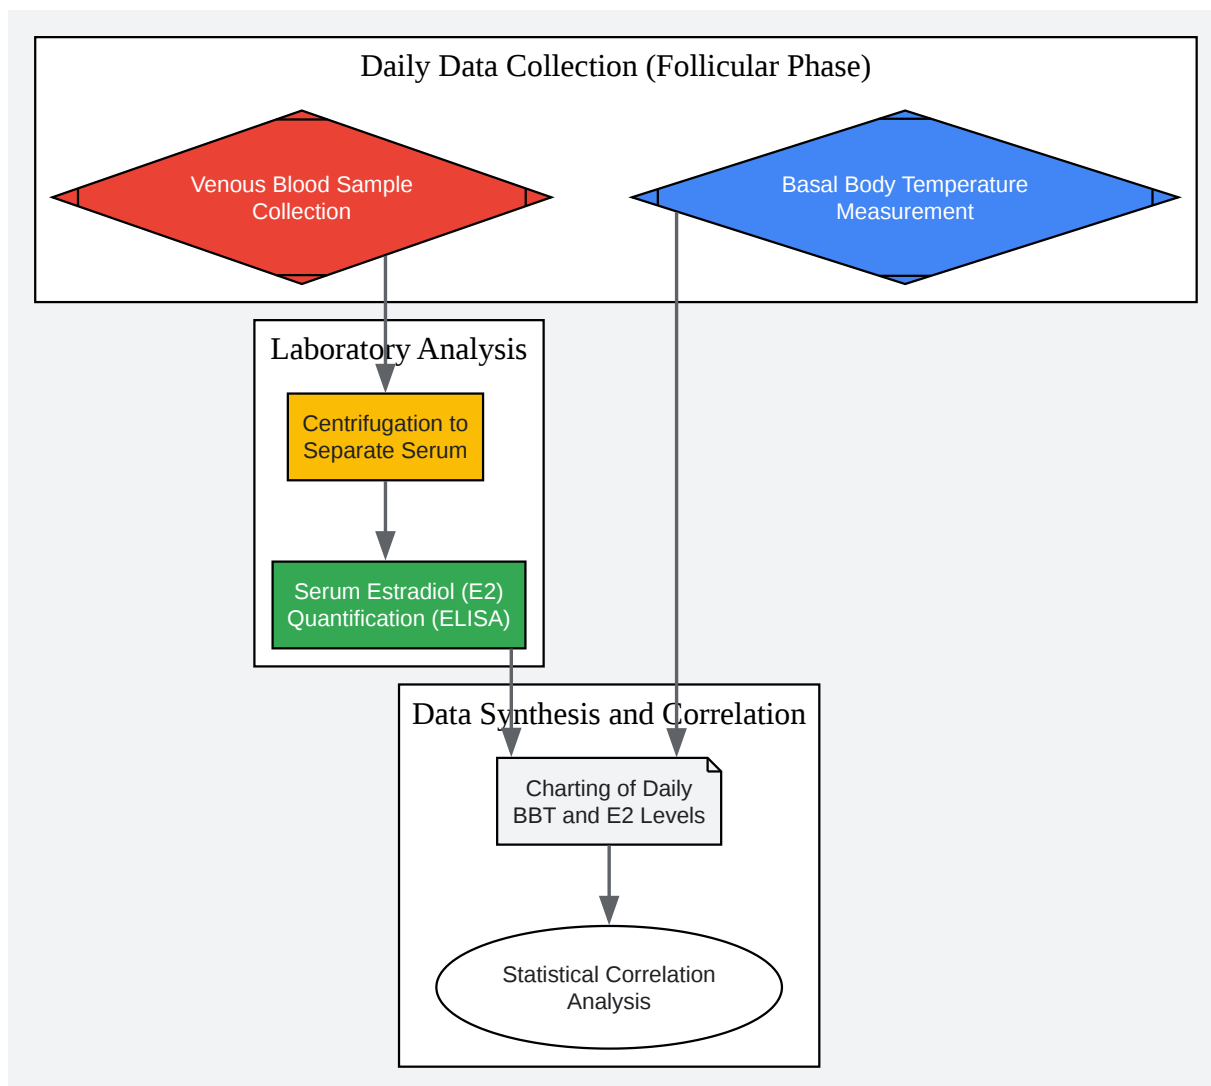 Daily Data Collection (Follicular Phase)
Venous Blood Sample
Collection
Basal Body Temperature
Measurement
Laboratory Analysis
Centrifugation to
Separate Serum
Serum Estradiol (E2)
Quantification (ELISA)
Data Synthesis and Correlation
Charting of Daily
BBT and E2 Levels
Statistical Correlation
Analysis